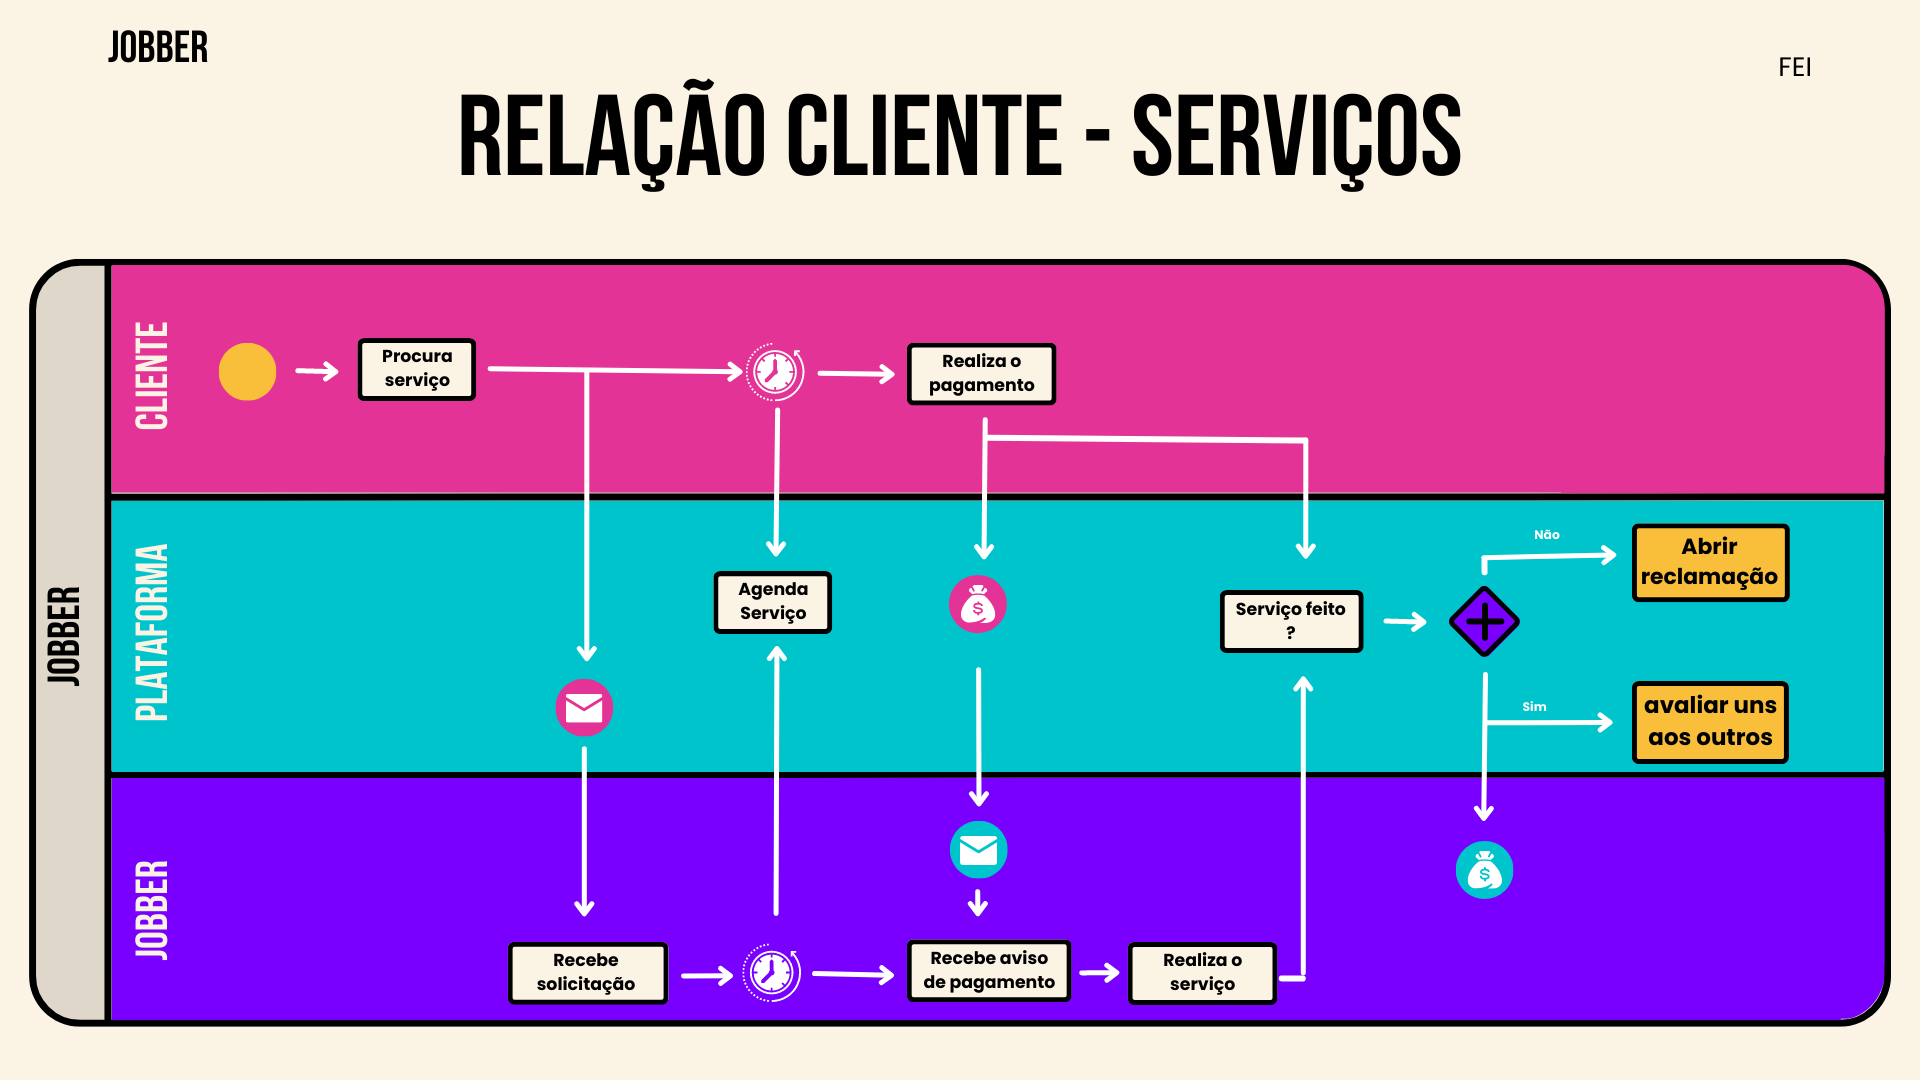 JOBBER
FEI
RELAÇÃO CLIENTE - SERVIÇOS
JOBBER
CLIENTE
Procura
serviço
Realiza o
pagamento
PLATAFORMA
Agenda
Serviço
$
Serviço feito
?
Não
Abrir
reclamação
Sim
avaliar uns
aos outros
JOBBER
$
Recebe
solicitação
Recebe aviso
de pagamento
Realiza o
serviço